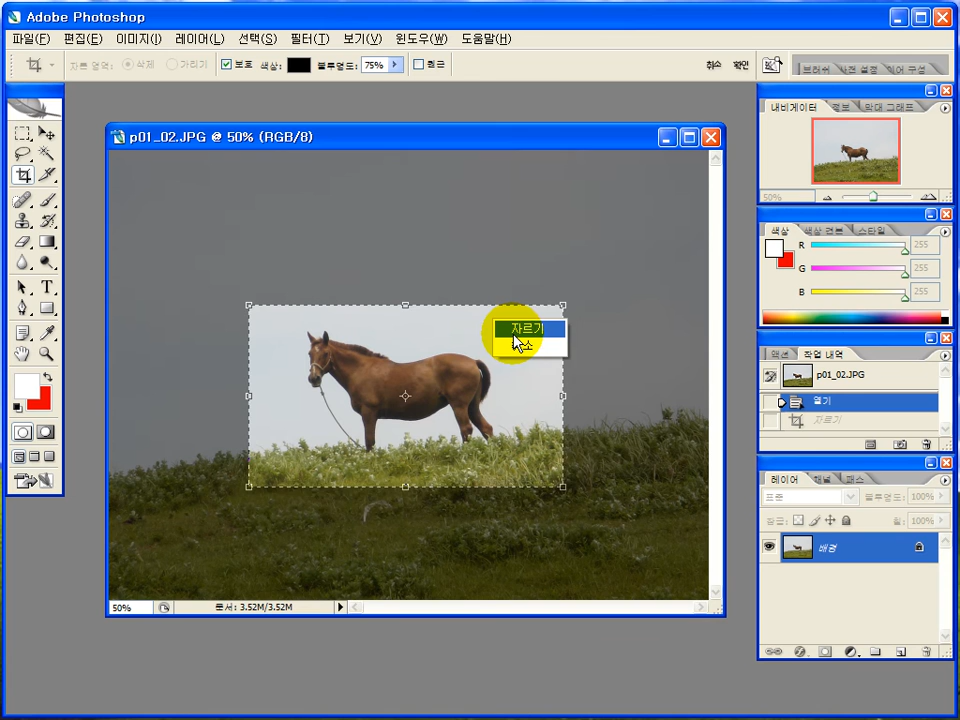 Adobe Photoshop
파일(F) 편집(E) 이미지(I) 레이어(L) 선택(S) 필터(T) 보기(V) 윈도우(W) 도움말(H)
자른 영역: 삭제 가리기 보호 색상: 불투명도: 75% 원근 취소 확인
p01_02.JPG @ 50% (RGB/8)
자르기
50% 문서: 3.52M/3.52M
내비게이터 정보 막대 그래프
50%
색상 색상 견본 스타일
R 255
G 255
B 255
액션 작업 내역
p01_02.JPG
열기
자르기
레이어 채널 패스
표준 불투명도: 100%
잠금: 칠: 100%
배경
T